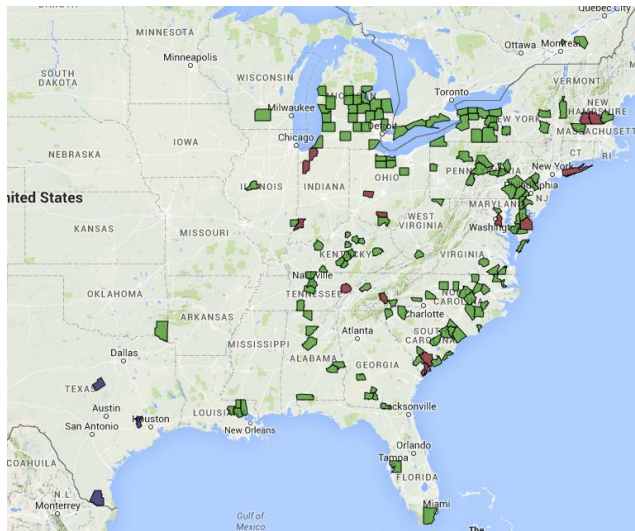 Quebec City
MINNESOTA
Ottawa
Montreal
Minneapolis
SOUTH
DAKOTA
WISCONSIN
VERMONT
Toronto
NEW
HAMPSHIRE
Milwaukee
NEW YORK
MASSACHUSETTS
Detroit
Chicago
IOWA
CT
RI
NEBRASKA
New York
PENNSYLVANIA
OHIO
ILLINOIS
INDIANA
Philadelphia
NJ
nited States
MARYLAND
WEST
VIRGINIA
Washington
MISSOURI
KANSAS
KENTUCKY
VIRGINIA
Nashville
TENNESSEE
NORTH
CAROLINA
OKLAHOMA
ARKANSAS
Charlotte
SOUTH
CAROLINA
Atlanta
MISSISSIPPI
Dallas
ALABAMA
GEORGIA
TEXAS
LOUISIANA
Jacksonville
Austin
Houston
San Antonio
New Orleans
Orlando
Tampa
COAHUILA
FLORIDA
N.L.
Monterrey
Miami
Gulf of
Mexico
The